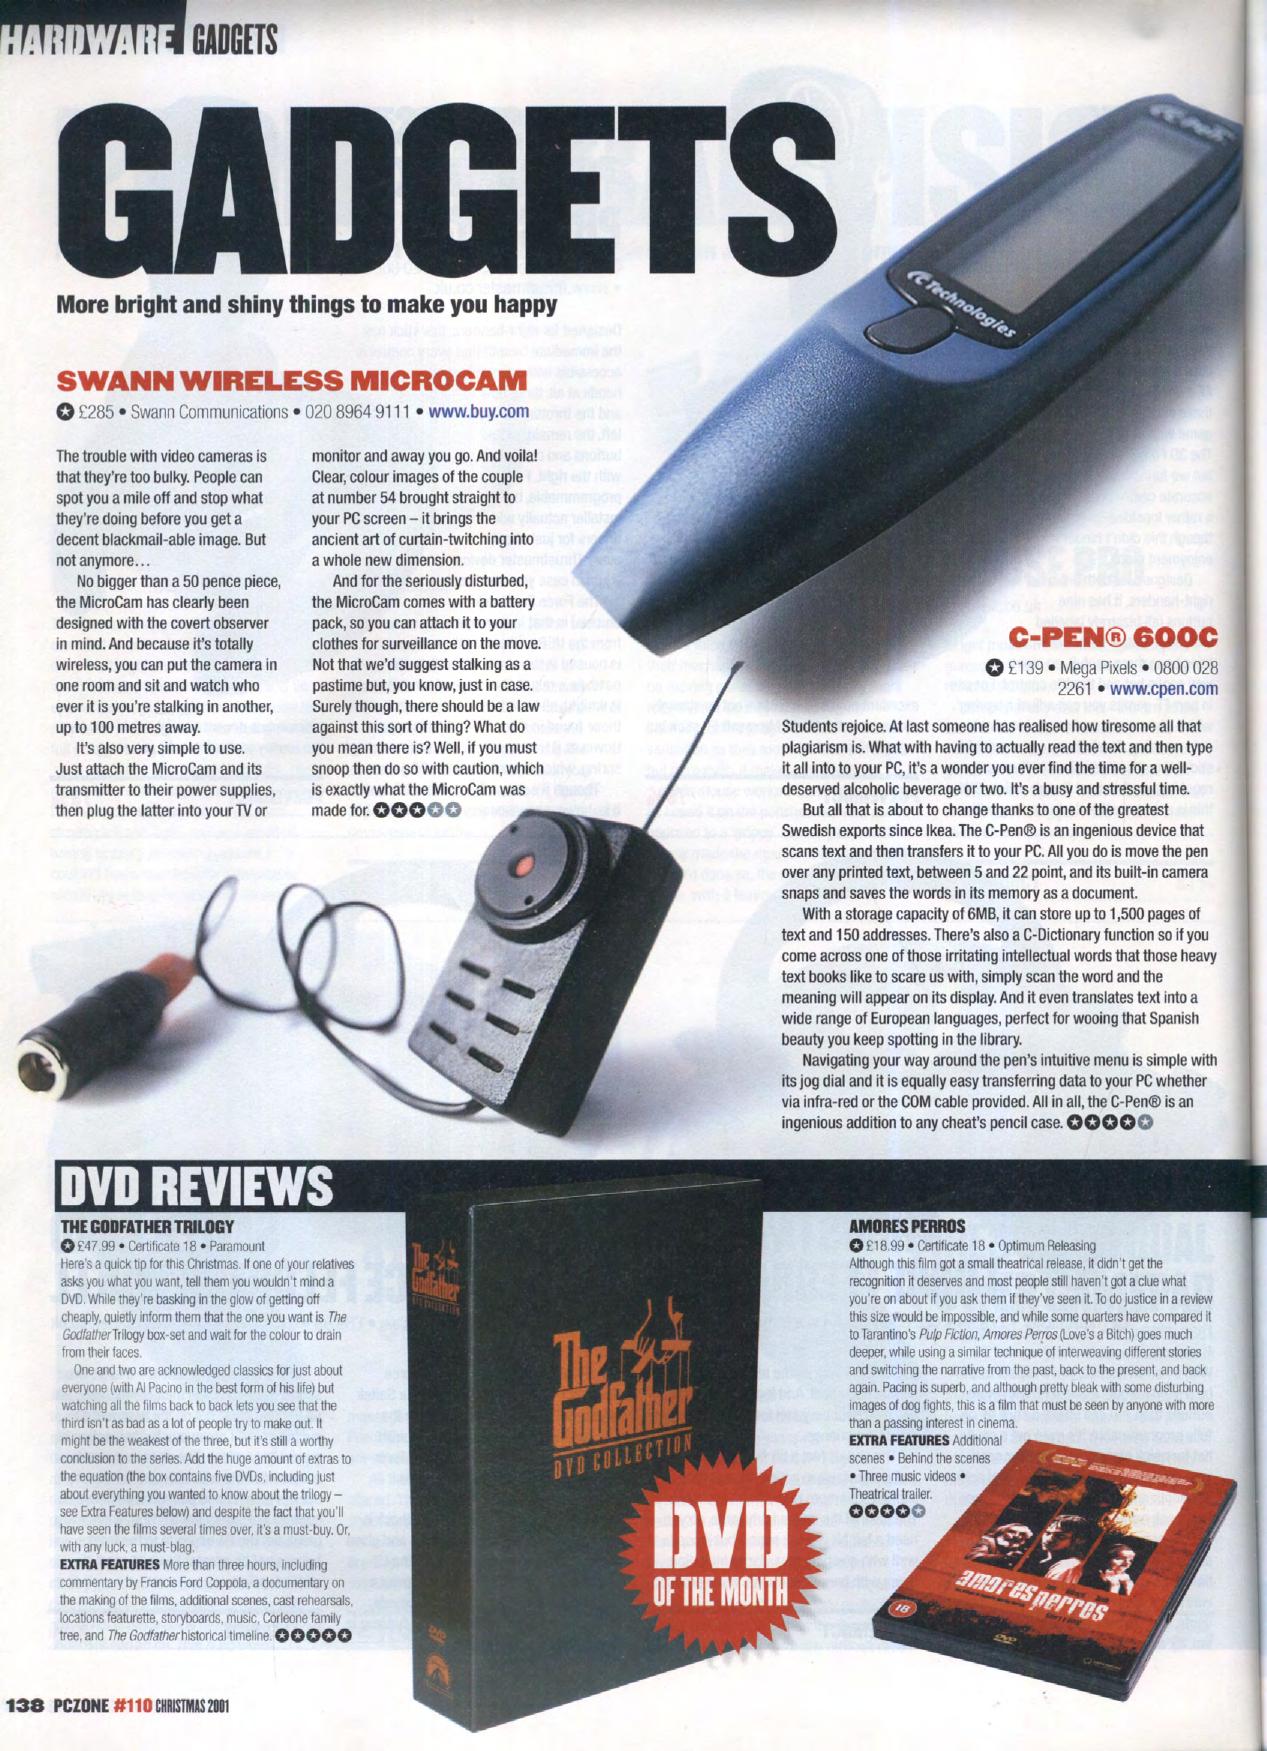 HARDWARE GADGETS
GADGETS
More bright and shiny things to make you happy
SWANN WIRELESS MICROCAM
✪ £285 • Swann Communications • 020 8964 9111 • www.buy.com
The trouble with video cameras is
that they're too bulky. People can
spot you a mile off and stop what
they're doing before you get a
decent blackmail-able image. But
not anymore…
No bigger than a 50 pence piece,
the MicroCam has clearly been
designed with the covert observer
in mind. And because it's totally
wireless, you can put the camera in
one room and sit and watch who
ever it is you're stalking in another,
up to 100 metres away.
It's also very simple to use.
Just attach the MicroCam and its
transmitter to their power supplies,
then plug the latter into your TV or
monitor and away you go. And voila!
Clear, colour images of the couple
at number 54 brought straight to
your PC screen – it brings the
ancient art of curtain-twitching into
a whole new dimension.
And for the seriously disturbed,
the MicroCam comes with a battery
pack, so you can attach it to your
clothes for surveillance on the move.
Not that we'd suggest stalking as a
pastime but, you know, just in case.
Surely though, there should be a law
against this sort of thing? What do
you mean there is? Well, if you must
snoop then do so with caution, which
is exactly what the MicroCam was
made for. ✪✪✪✪✪
C-Pen
C Technologies
C-PEN® 600C
✪ £139 • Mega Pixels • 0800 028
2261 • www.cpen.com
Students rejoice. At last someone has realised how tiresome all that
plagiarism is. What with having to actually read the text and then type
it all into to your PC, it's a wonder you ever find the time for a well-
deserved alcoholic beverage or two. It's a busy and stressful time.
But all that is about to change thanks to one of the greatest
Swedish exports since Ikea. The C-Pen® is an ingenious device that
scans text and then transfers it to your PC. All you do is move the pen
over any printed text, between 5 and 22 point, and its built-in camera
snaps and saves the words in its memory as a document.
With a storage capacity of 6MB, it can store up to 1,500 pages of
text and 150 addresses. There's also a C-Dictionary function so if you
come across one of those irritating intellectual words that those heavy
text books like to scare us with, simply scan the word and the
meaning will appear on its display. And it even translates text into a
wide range of European languages, perfect for wooing that Spanish
beauty you keep spotting in the library.
Navigating your way around the pen's intuitive menu is simple with
its jog dial and it is equally easy transferring data to your PC whether
via infra-red or the COM cable provided. All in all, the C-Pen® is an
ingenious addition to any cheat's pencil case. ✪✪✪✪✪
DVD REVIEWS
THE GODFATHER TRILOGY
✪ £47.99 • Certificate 18 • Paramount
Here's a quick tip for this Christmas. If one of your relatives
asks you what you want, tell them you wouldn't mind a
DVD. While they're basking in the glow of getting off
cheaply, quietly inform them that the one you want is The
Godfather Trilogy box-set and wait for the colour to drain
from their faces.
One and two are acknowledged classics for just about
everyone (with Al Pacino in the best form of his life) but
watching all the films back to back lets you see that the
third isn't as bad as a lot of people try to make out. It
might be the weakest of the three, but it's still a worthy
conclusion to the series. Add the huge amount of extras to
the equation (the box contains five DVDs, including just
about everything you wanted to know about the trilogy –
see Extra Features below) and despite the fact that you'll
have seen the films several times over, it's a must-buy. Or,
with any luck, a must-blag.
EXTRA FEATURES More than three hours, including
commentary by Francis Ford Coppola, a documentary on
the making of the films, additional scenes, cast rehearsals,
locations featurette, storyboards, music, Corleone family
tree, and The Godfather historical timeline. ✪✪✪✪✪
The
Godfather
DVD COLLECTION
The
Godfather
DVD COLLECTION
DVD
OF THE MONTH
AMORES PERROS
✪ £18.99 • Certificate 18 • Optimum Releasing
Although this film got a small theatrical release, it didn't get the
recognition it deserves and most people still haven't got a clue what
you're on about if you ask them if they've seen it. To do justice in a review
this size would be impossible, and while some quarters have compared it
to Tarantino's Pulp Fiction, Amores Perros (Love's a Bitch) goes much
deeper, while using a similar technique of interweaving different stories
and switching the narrative from the past, back to the present, and back
again. Pacing is superb, and although pretty bleak with some disturbing
images of dog fights, this is a film that must be seen by anyone with more
than a passing interest in cinema.
EXTRA FEATURES Additional
scenes • Behind the scenes
• Three music videos •
Theatrical trailer.
✪✪✪✪✪
amores perros
18
DVD
138 PCZONE #110 CHRISTMAS 2001